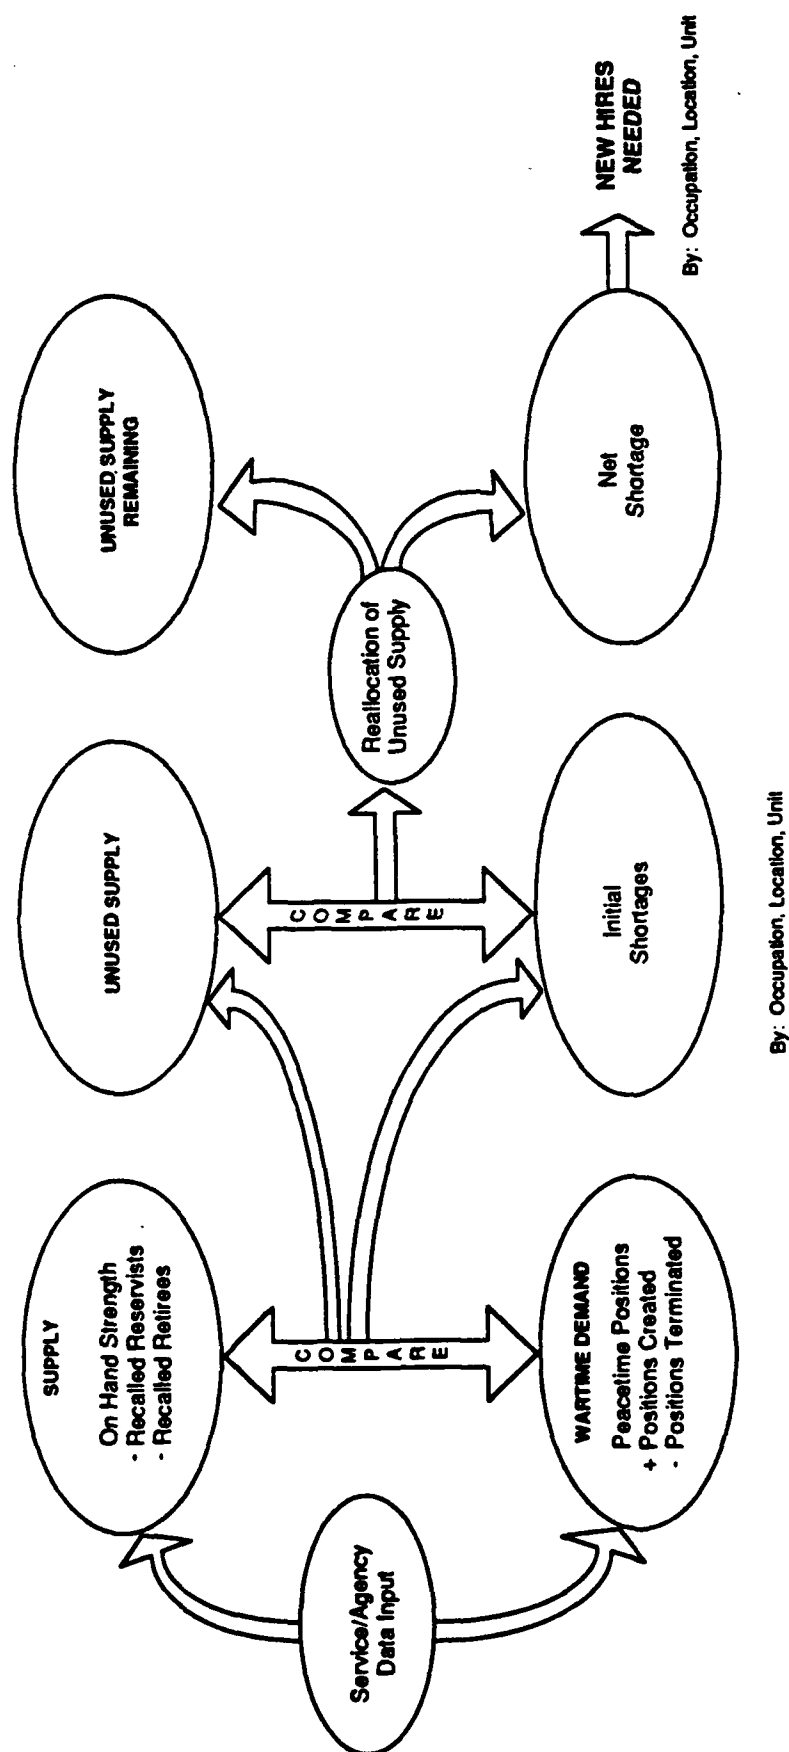 Service/Agency
Data Input
SUPPLY
On Hand Strength
- Recalled Reservists
- Recalled Retirees
COMPARE
WARTIME DEMAND
Peacetime Positions
+ Positions Created
- Positions Terminated
UNUSED SUPPLY
COMPARE
Initial
Shortages
By: Occupation, Location, Unit
Reallocation of
Unused Supply
UNUSED SUPPLY
REMAINING
Net
Shortage
NEW HIRES
NEEDED
By: Occupation, Location, Unit